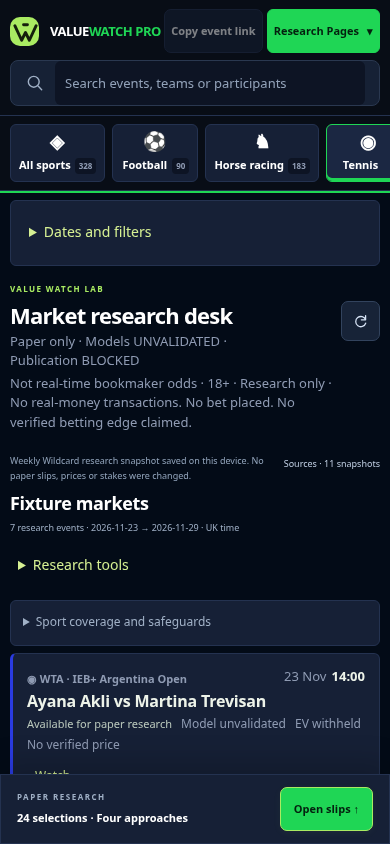 VALUEWATCH PRO
Copy event link
Research Pages ▾
Search events, teams or participants
All sports 328
Football 90
Horse racing 183
Tennis
▶ Dates and filters
VALUE WATCH LAB
Market research desk
Paper only · Models UNVALIDATED ·
Publication BLOCKED
Not real-time bookmaker odds · 18+ · Research only ·
No real-money transactions. No bet placed. No
verified betting edge claimed.
Weekly Wildcard research snapshot saved on this device. No
paper slips, prices or stakes were changed.
Sources · 11 snapshots
Fixture markets
7 research events · 2026-11-23 → 2026-11-29 · UK time
▶ Research tools
▶ Sport coverage and safeguards
◉ WTA · IEB+ Argentina Open
23 Nov 14:00
Ayana Akli vs Martina Trevisan
Available for paper research Model unvalidated EV withheld
No verified price
Watch
PAPER RESEARCH
24 selections · Four approaches
Open slips ↑